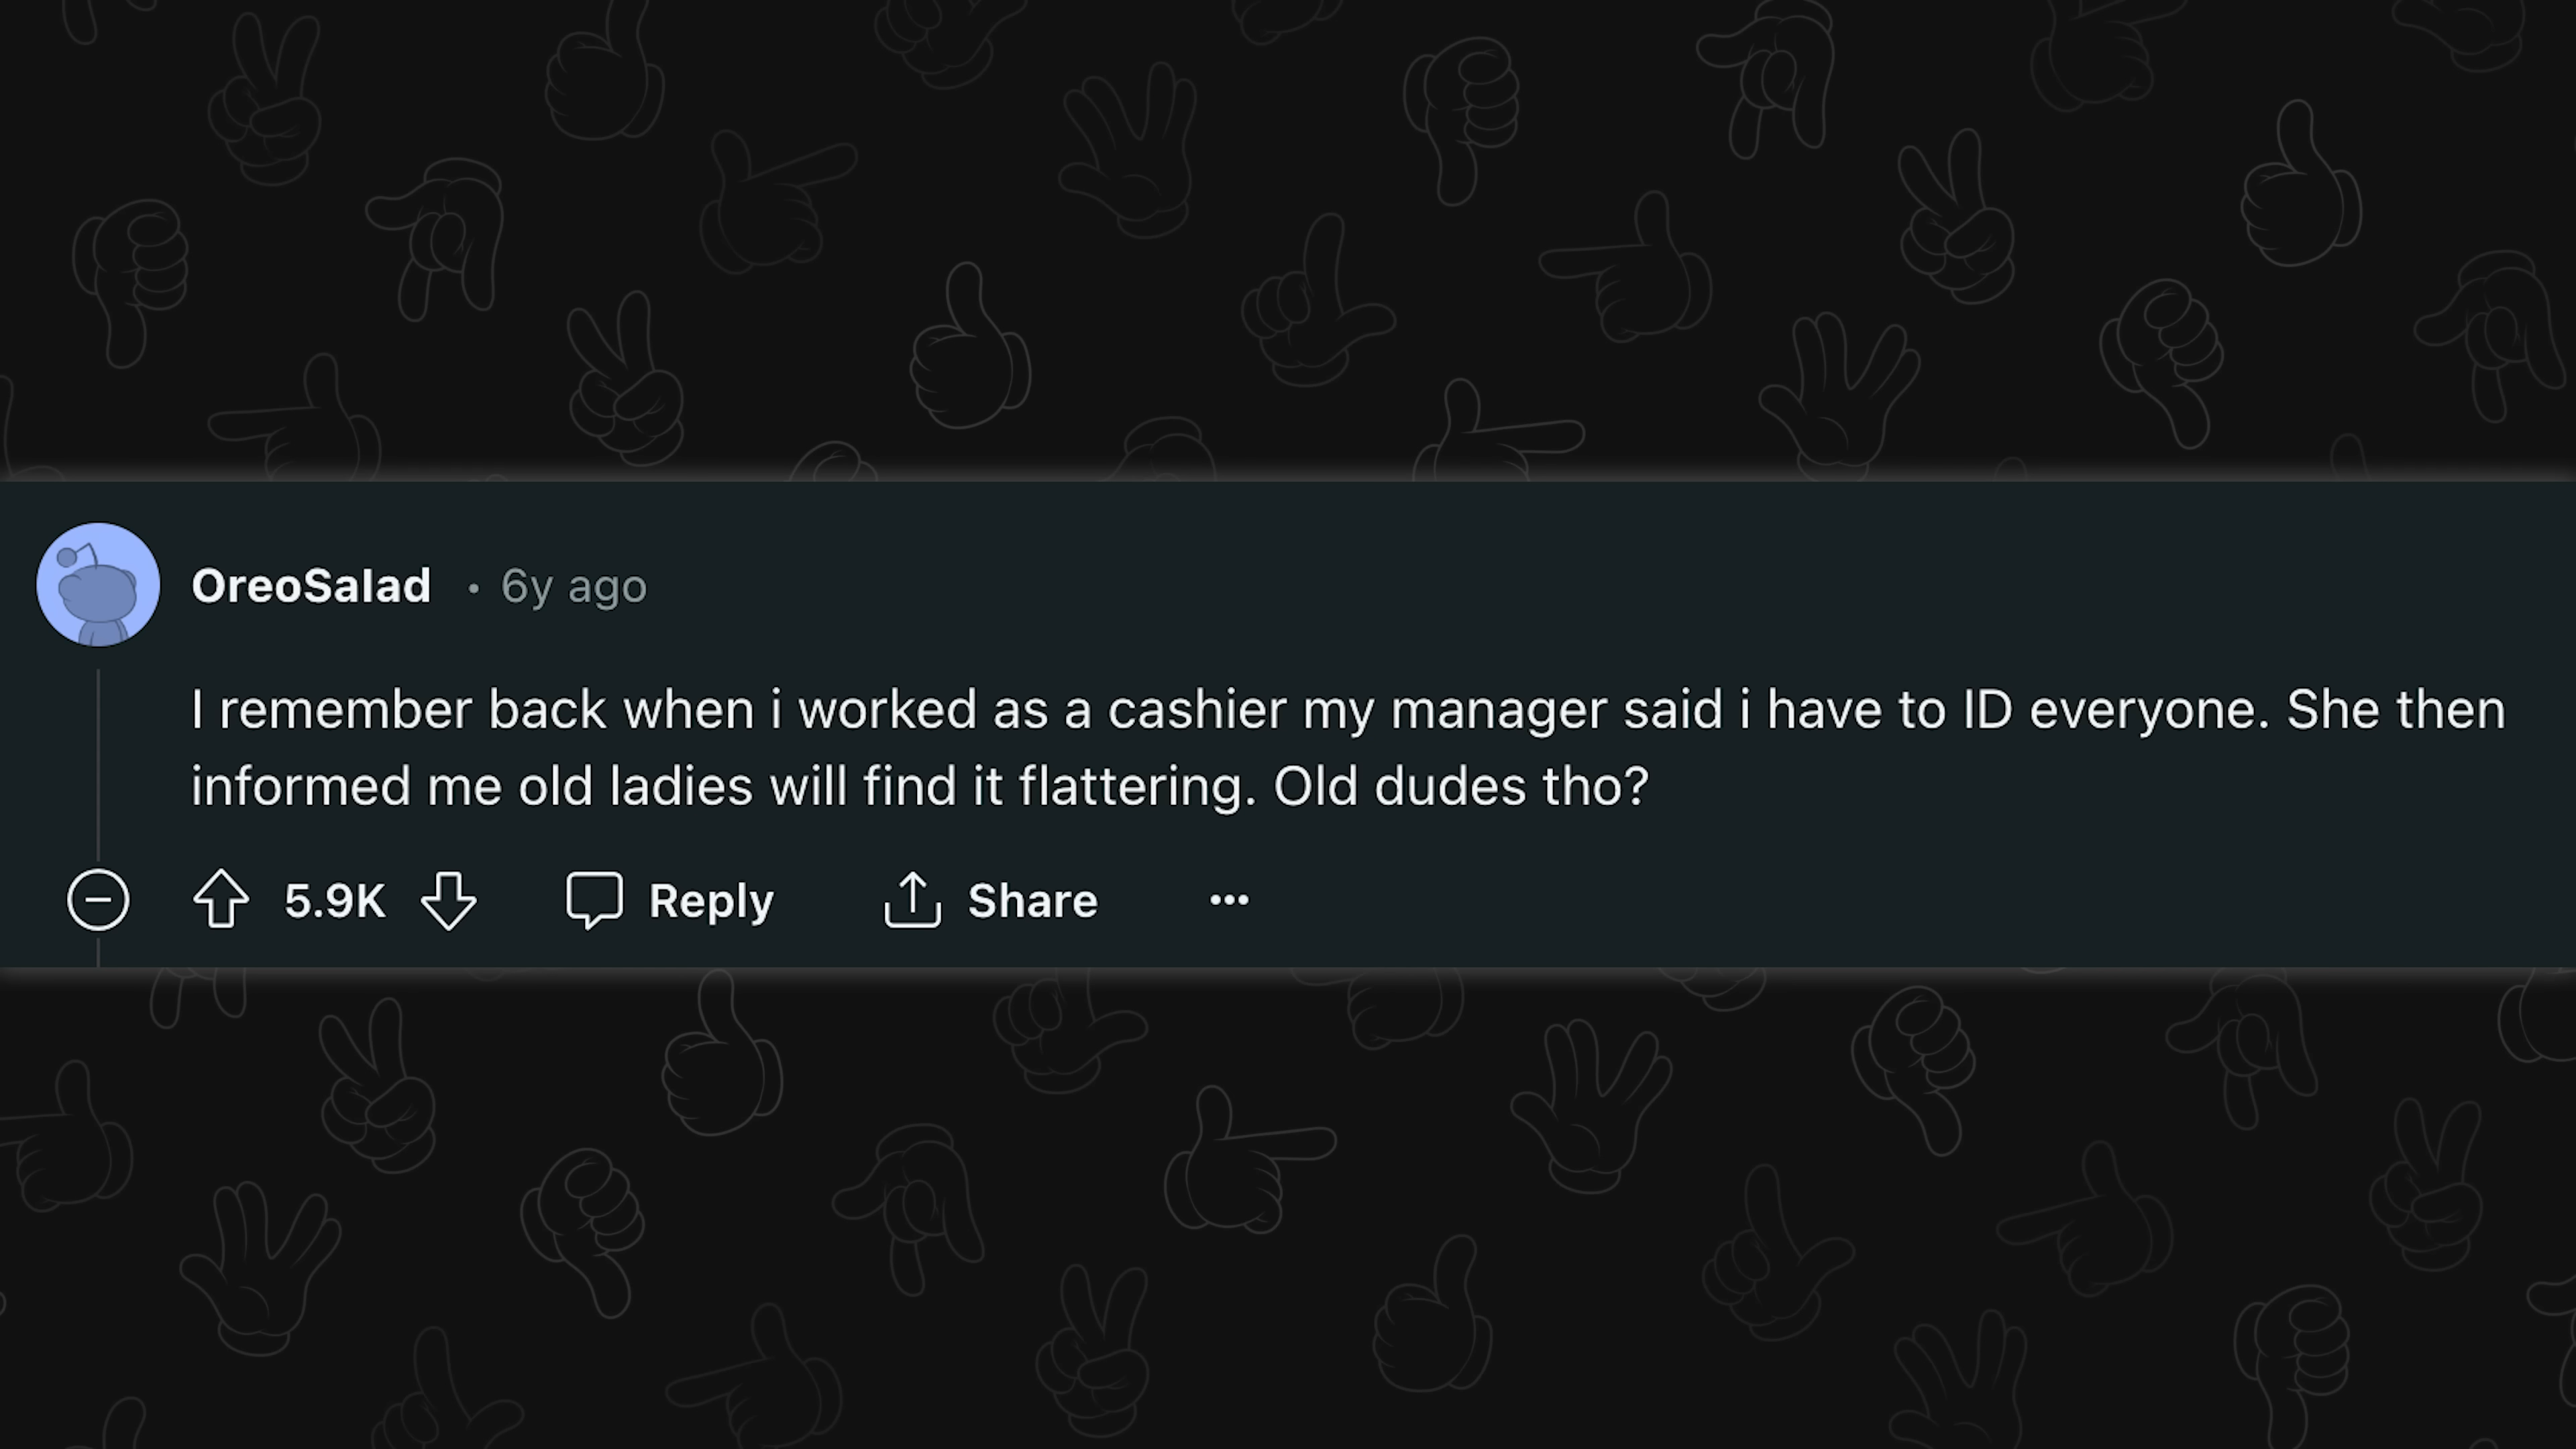 OreoSalad • 6y ago
I remember back when i worked as a cashier my manager said i have to ID everyone. She then
informed me old ladies will find it flattering. Old dudes tho?
5.9K Reply Share ...